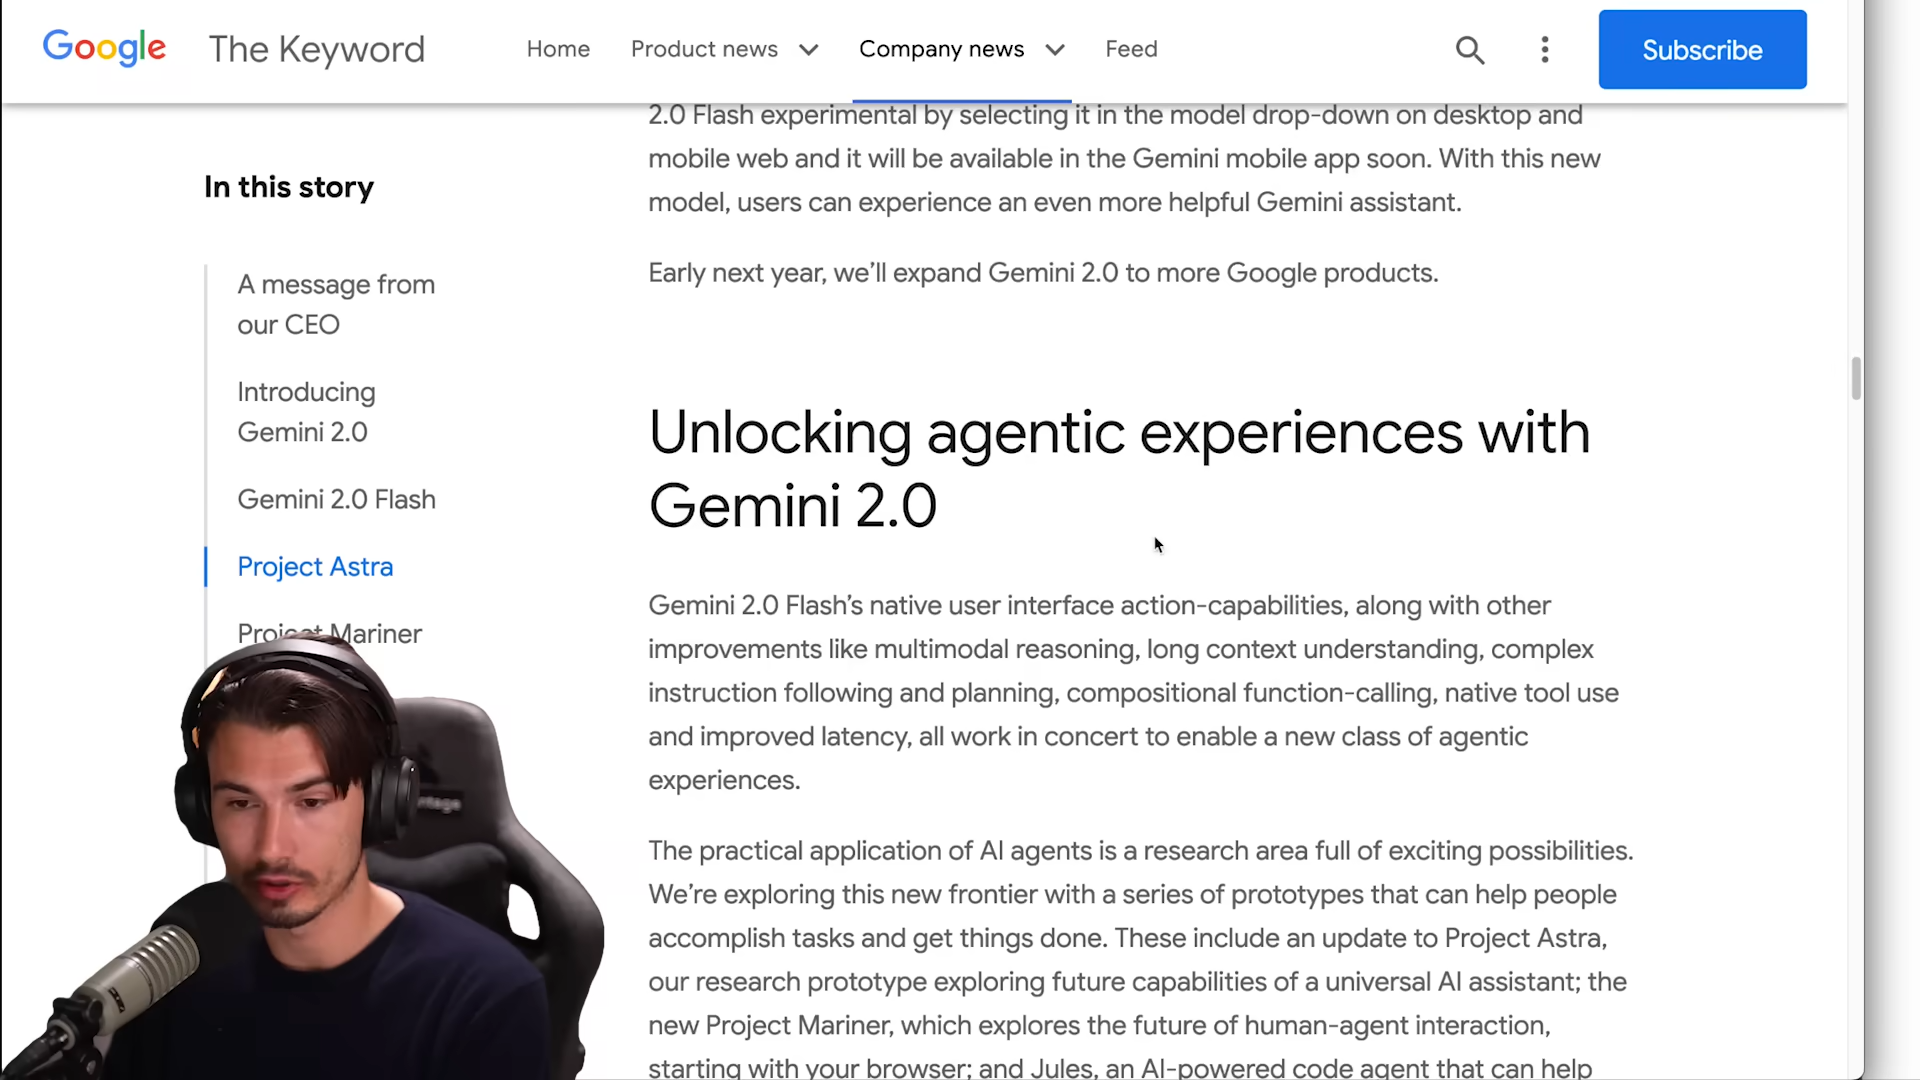 Google The Keyword Home Product news Company news Feed Subscribe
2.0 Flash experimental by selecting it in the model drop-down on desktop and
mobile web and it will be available in the Gemini mobile app soon. With this new
model, users can experience an even more helpful Gemini assistant.
Early next year, we’ll expand Gemini 2.0 to more Google products.
In this story
A message from
our CEO
Introducing
Gemini 2.0
Gemini 2.0 Flash
Project Astra
Project Mariner
Unlocking agentic experiences with
Gemini 2.0
Gemini 2.0 Flash’s native user interface action-capabilities, along with other
improvements like multimodal reasoning, long context understanding, complex
instruction following and planning, compositional function-calling, native tool use
and improved latency, all work in concert to enable a new class of agentic
experiences.
The practical application of AI agents is a research area full of exciting possibilities.
We’re exploring this new frontier with a series of prototypes that can help people
accomplish tasks and get things done. These include an update to Project Astra,
our research prototype exploring future capabilities of a universal AI assistant; the
new Project Mariner, which explores the future of human-agent interaction,
starting with your browser; and Jules, an AI-powered code agent that can help